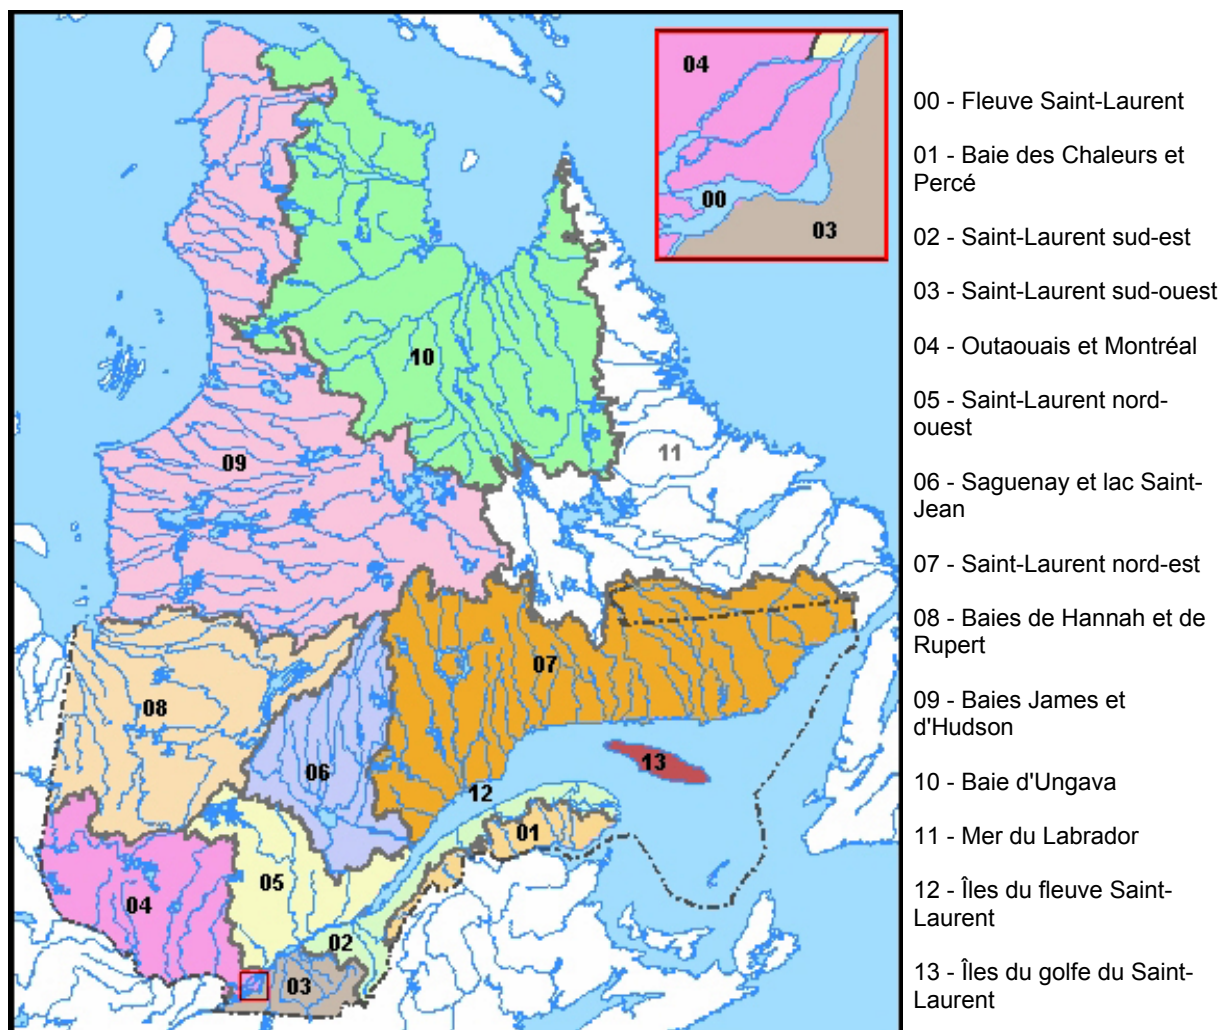 04
00
03
10
11
09
07
08
13
06
12
01
05
04
02
03
00 - Fleuve Saint-Laurent
01 - Baie des Chaleurs et
Percé
02 - Saint-Laurent sud-est
03 - Saint-Laurent sud-ouest
04 - Outaouais et Montréal
05 - Saint-Laurent nord-
ouest
06 - Saguenay et lac Saint-
Jean
07 - Saint-Laurent nord-est
08 - Baies de Hannah et de
Rupert
09 - Baies James et
d'Hudson
10 - Baie d'Ungava
11 - Mer du Labrador
12 - Îles du fleuve Saint-
Laurent
13 - Îles du golfe du Saint-
Laurent